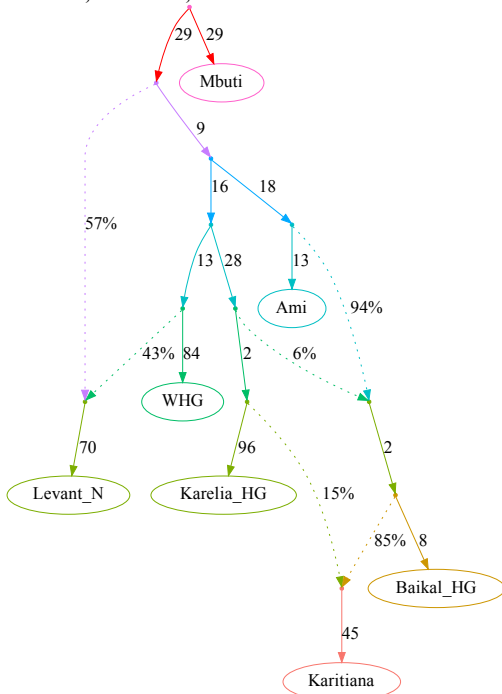 29 29
Mbuti
9
16 18
57%
13 28 13
Ami
94%
43% 84 2 6%
WHG
70 96 15% 2
Levant_N Karelia_HG
85% 8
Baikal_HG
45
Karitiana